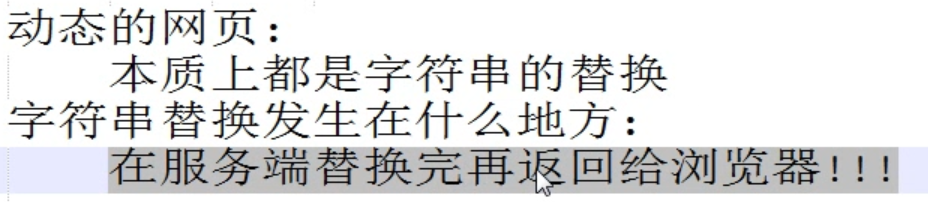 动态的网页：
本质上都是字符串的替换
字符串替换发生在什么地方：
在服务端替换完再返回给浏览器!!!